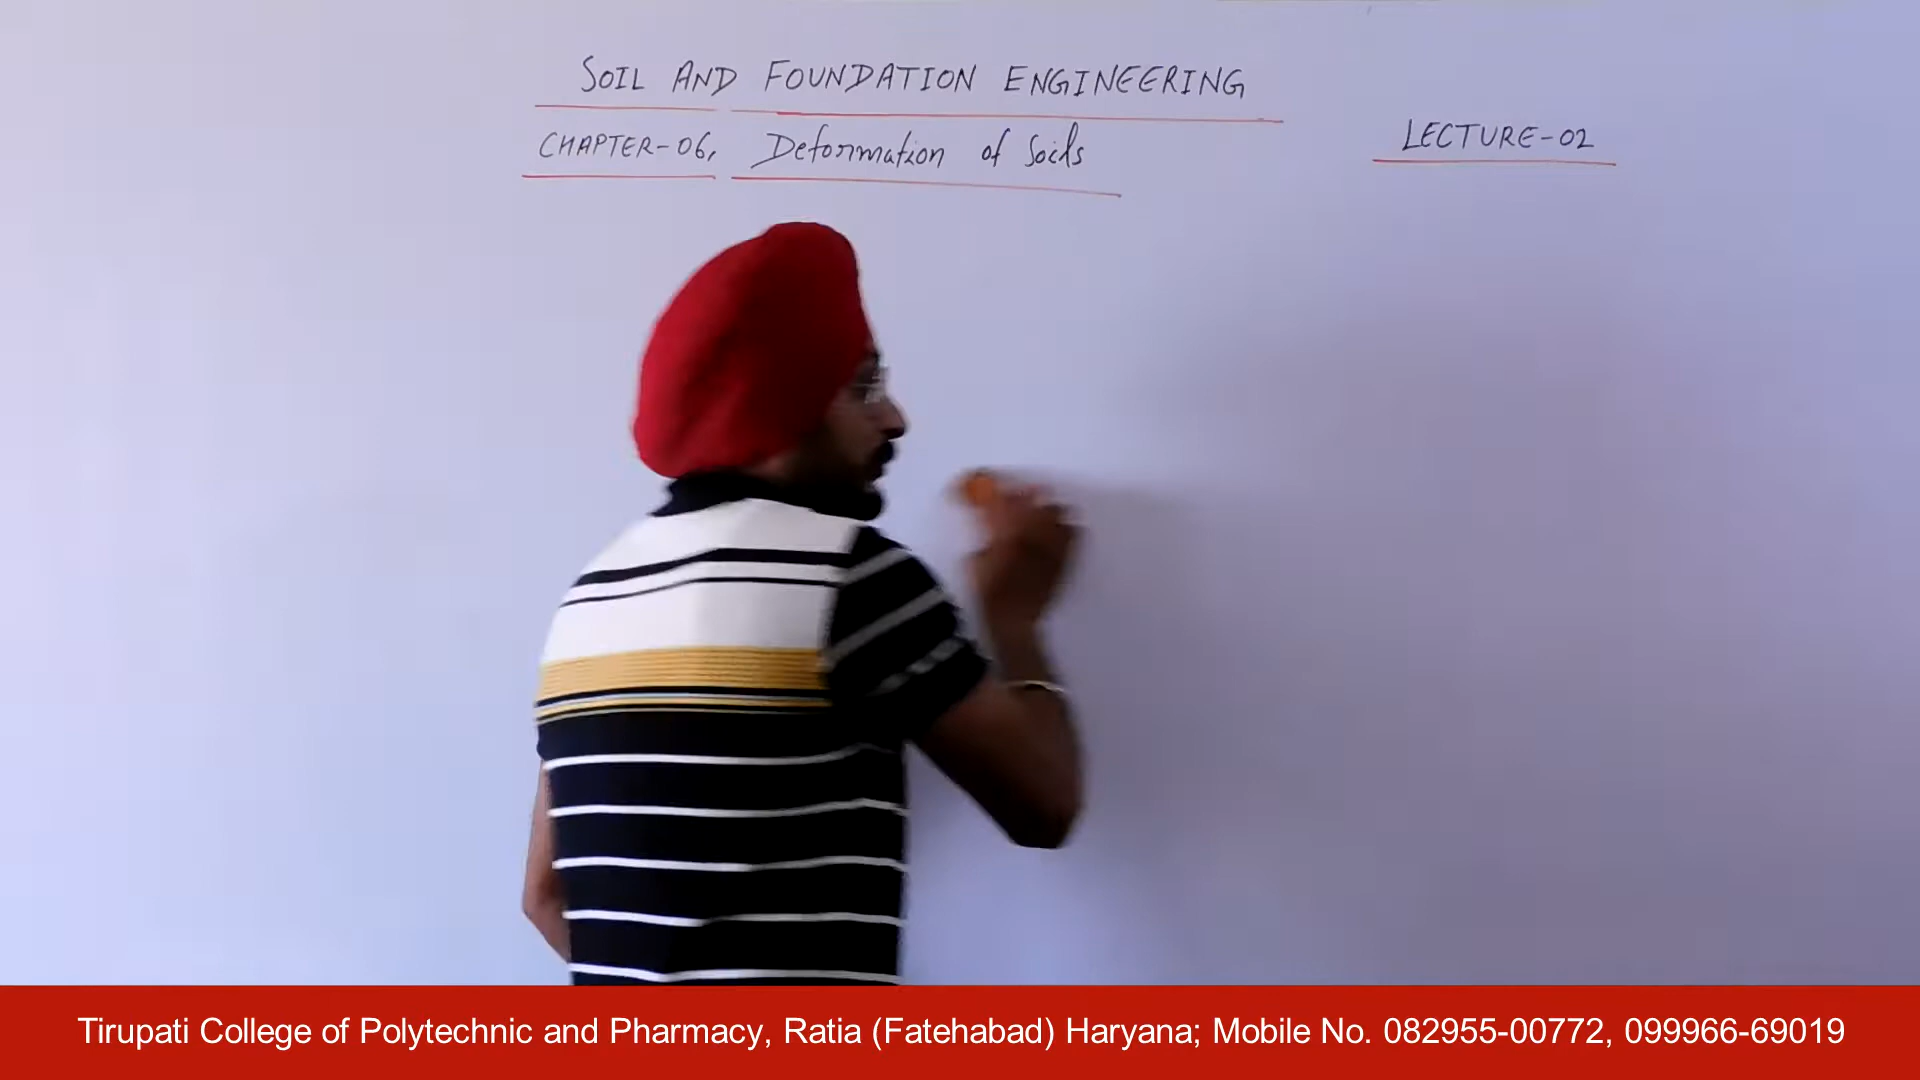 SOIL AND FOUNDATION ENGINEERING
CHAPTER-06, Deformation of Soils
LECTURE-02
Tirupati College of Polytechnic and Pharmacy, Ratia (Fatehabad) Haryana; Mobile No. 082955-00772, 099966-69019